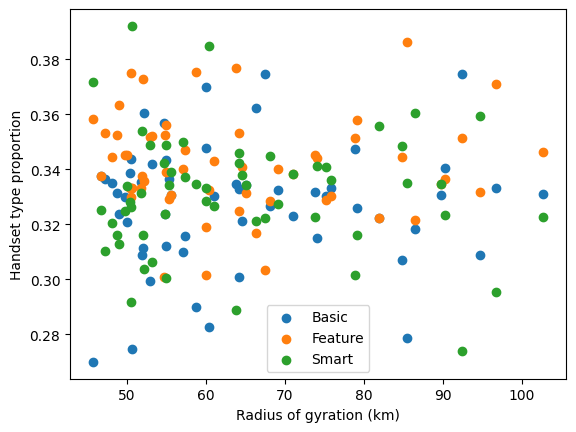 Handset type proportion
0.38
0.36
0.34
0.32
0.30
0.28
Basic
Feature
Smart
50 60 70 80 90 100
Radius of gyration (km)